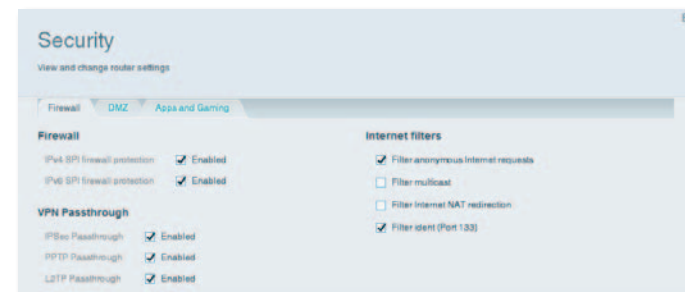 Security
View and change router settings
Firewall
DMZ
Apps and Gaming
Firewall
IPv4 SPI firewall protection
Enabled
IPv6 SPI firewall protection
Enabled
VPN Passthrough
IPSec Passthrough
Enabled
PPTP Passthrough
Enabled
L2TP Passthrough
Enabled
Internet filters
Filter anonymous Internet requests
Filter multicast
Filter Internet NAT redirection
Filter ident (Port 133)